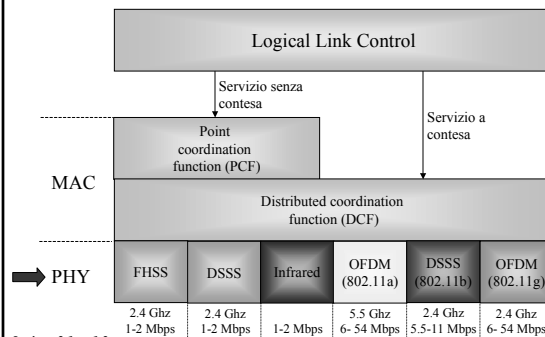 Logical Link Control
Servizio senza
contesa
Servizio a
contesa
Point
coordination
function (PCF)
MAC
Distributed coordination
function (DCF)
PHY
FHSS
DSSS
Infrared
OFDM
(802.11a)
DSSS
(802.11b)
OFDM
(802.11g)
2.4 Ghz
1-2 Mbps
2.4 Ghz
1-2 Mbps
1-2 Mbps
5.5 Ghz
6- 54 Mbps
2.4 Ghz
5.5-11 Mbps
2.4 Ghz
6- 54 Mbps